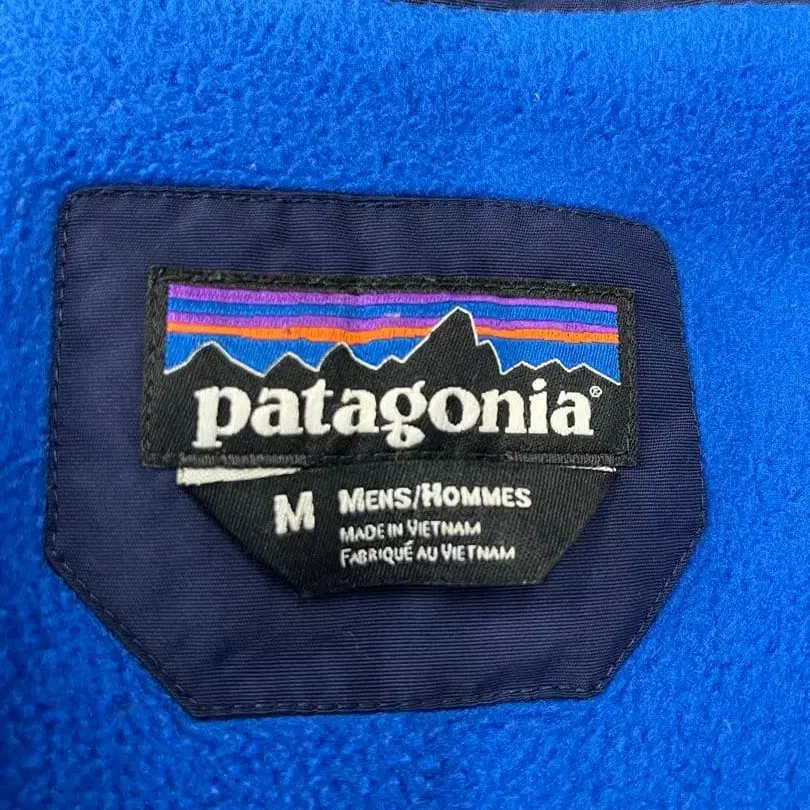 patagonia®
M MENS/HOMMES
MADE IN VIETNAM
FABRIQUÉ AU VIETNAM